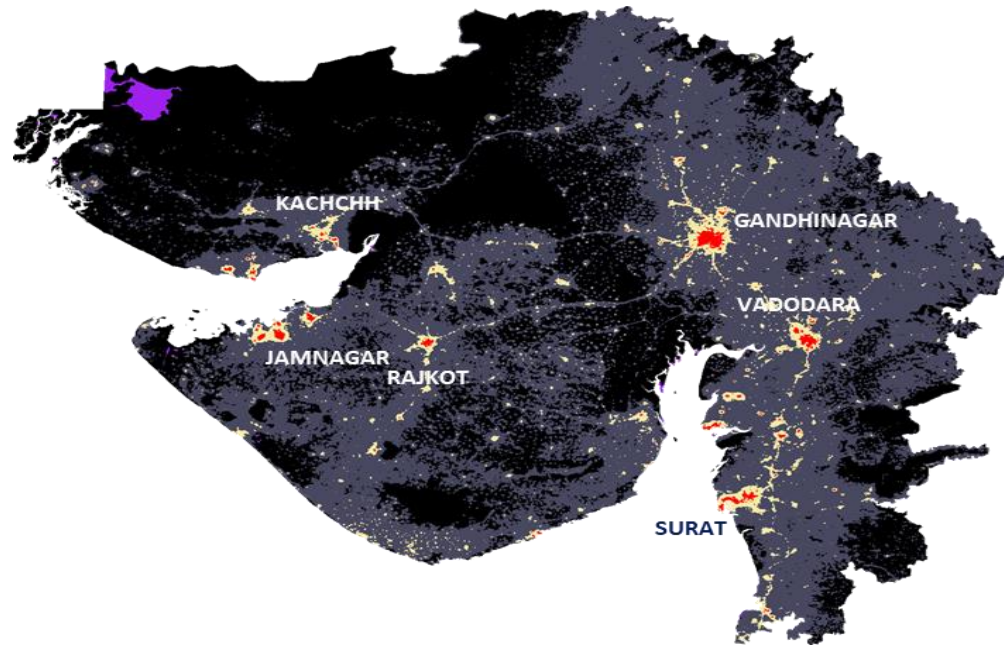 KACHCHH
GANDHINAGAR
VADODARA
JAMNAGAR
RAJKOT
SURAT